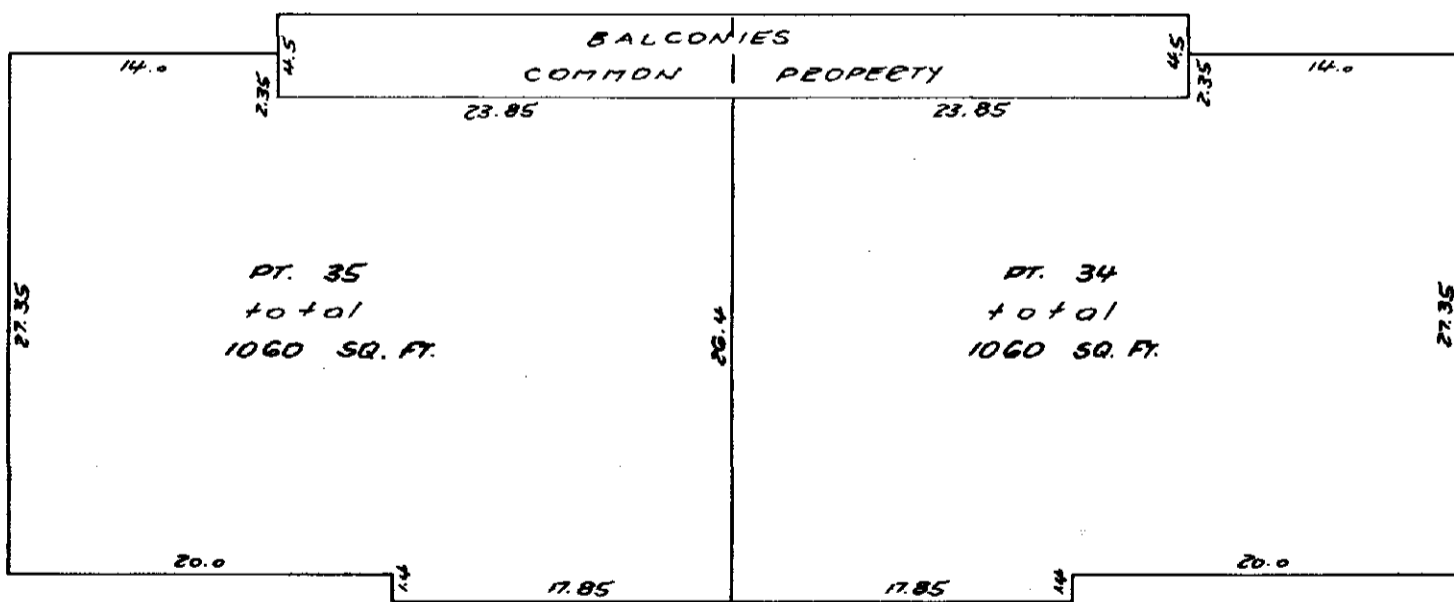 BALCONIES
COMMON PROPERTY
14.0
4.5
4.5
14.0
2.35
2.35
23.85
23.85
PT. 35
total
1060 SQ. FT.
PT. 34
total
1060 SQ. FT.
27.35
26.4
27.35
20.0
1.4
17.85
17.85
1.4
20.0